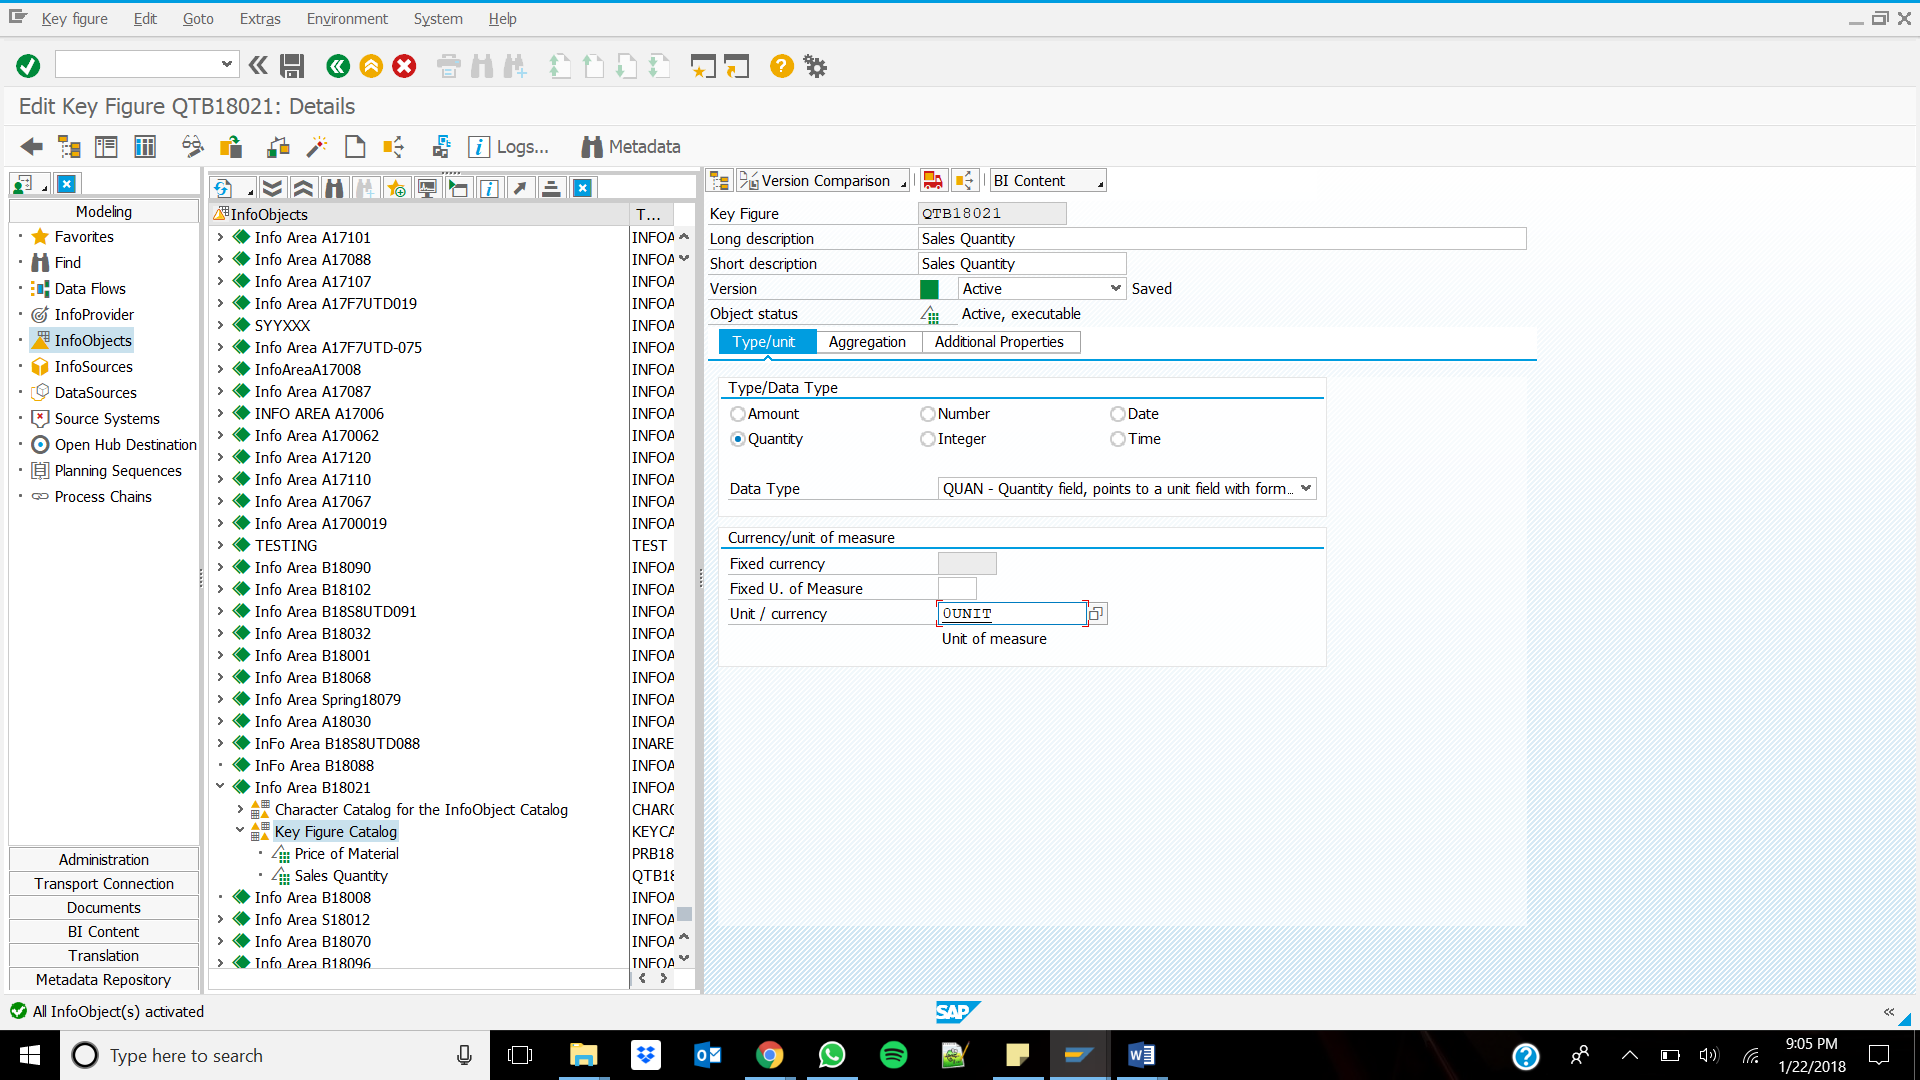 Key figure Edit Goto Extras Environment System Help
Edit Key Figure QTB18021: Details
Logs... Metadata
Modeling
Favorites
Find
Data Flows
InfoProvider
InfoObjects
InfoSources
DataSources
Source Systems
Open Hub Destination
Planning Sequences
Process Chains
Administration
Transport Connection
Documents
BI Content
Translation
Metadata Repository
InfoObjects T...
Info Area A17101 INFOA
Info Area A17088 INFOA
Info Area A17107 INFOA
Info Area A17F7UTD019 INFOA
SYYXXX INFOA
Info Area A17F7UTD-075 INFOA
InfoAreaA17008 INFOA
Info Area A17087 INFOA
INFO AREA A17006 INFOA
Info Area A170062 INFOA
Info Area A17120 INFOA
Info Area A17110 INFOA
Info Area A17067 INFOA
Info Area A1700019 INFOA
TESTING TEST
Info Area B18090 INFOA
Info Area B18102 INFOA
Info Area B18S8UTD091 INFOA
Info Area B18032 INFOA
Info Area B18001 INFOA
Info Area B18068 INFOA
Info Area Spring18079 INFOA
Info Area A18030 INFOA
InFo Area B18S8UTD088 INARE
InFo Area B18088 INFOA
Info Area B18021 INFOA
Character Catalog for the InfoObject Catalog CHARC
Key Figure Catalog KEYCA
Price of Material PRB18
Sales Quantity QTB18
Info Area B18008 INFOA
Info Area S18012 INFOA
Info Area B18070 INFOA
Info Area B18096 INFOA
Version Comparison BI Content
Key Figure QTB18021
Long description Sales Quantity
Short description Sales Quantity
Version Active Saved
Object status Active, executable
Type/unit Aggregation Additional Properties
Type/Data Type
Amount Number Date
Quantity Integer Time
Data Type QUAN - Quantity field, points to a unit field with form...
Currency/unit of measure
Fixed currency
Fixed U. of Measure
Unit / currency 0UNIT
Unit of measure
All InfoObject(s) activated
SAP
Type here to search
9:05 PM
1/22/2018